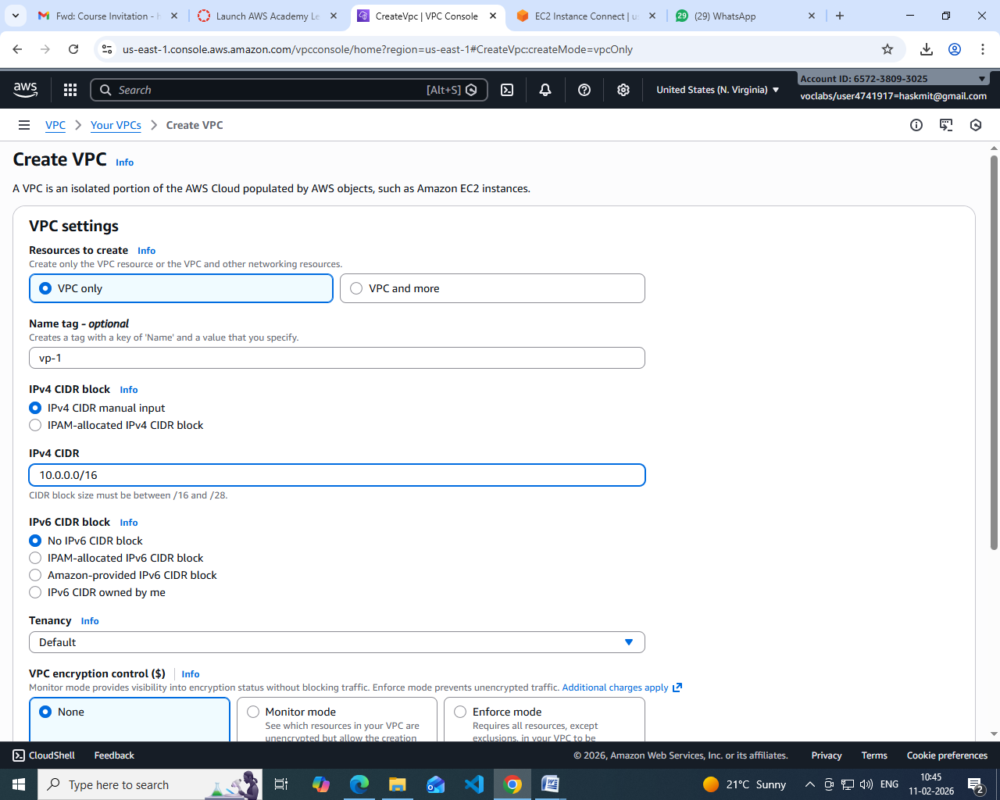 Fwd: Course Invitation - h
Launch AWS Academy Le
CreateVpc | VPC Console
EC2 Instance Connect | us
29
(29) WhatsApp
us-east-1.console.aws.amazon.com/vpcconsole/home?region=us-east-1#CreateVpc:createMode=vpcOnly
aws
Search
[Alt+S]
United States (N. Virginia)
Account ID: 6572-3809-3025
voclabs/user4741917=haskmit@gmail.com
VPC
Your VPCs
Create VPC
Create VPC Info
A VPC is an isolated portion of the AWS Cloud populated by AWS objects, such as Amazon EC2 instances.
VPC settings
Resources to create Info
Create only the VPC resource or the VPC and other networking resources.
VPC only
VPC and more
Name tag - optional
Creates a tag with a key of 'Name' and a value that you specify.
vp-1
IPv4 CIDR block Info
IPv4 CIDR manual input
IPAM-allocated IPv4 CIDR block
IPv4 CIDR
10.0.0.0/16
CIDR block size must be between /16 and /28.
IPv6 CIDR block Info
No IPv6 CIDR block
IPAM-allocated IPv6 CIDR block
Amazon-provided IPv6 CIDR block
IPv6 CIDR owned by me
Tenancy Info
Default
VPC encryption control ($) Info
Monitor mode provides visibility into encryption status without blocking traffic. Enforce mode prevents unencrypted traffic. Additional charges apply
None
Monitor mode
See which resources in your VPC are
unencrypted but allow the creation
Enforce mode
Requires all resources, except
exclusions, in your VPC to be
CloudShell
Feedback
© 2026, Amazon Web Services, Inc. or its affiliates.
Privacy
Terms
Cookie preferences
Type here to search
21°C Sunny
ENG
10:45
11-02-2026
2